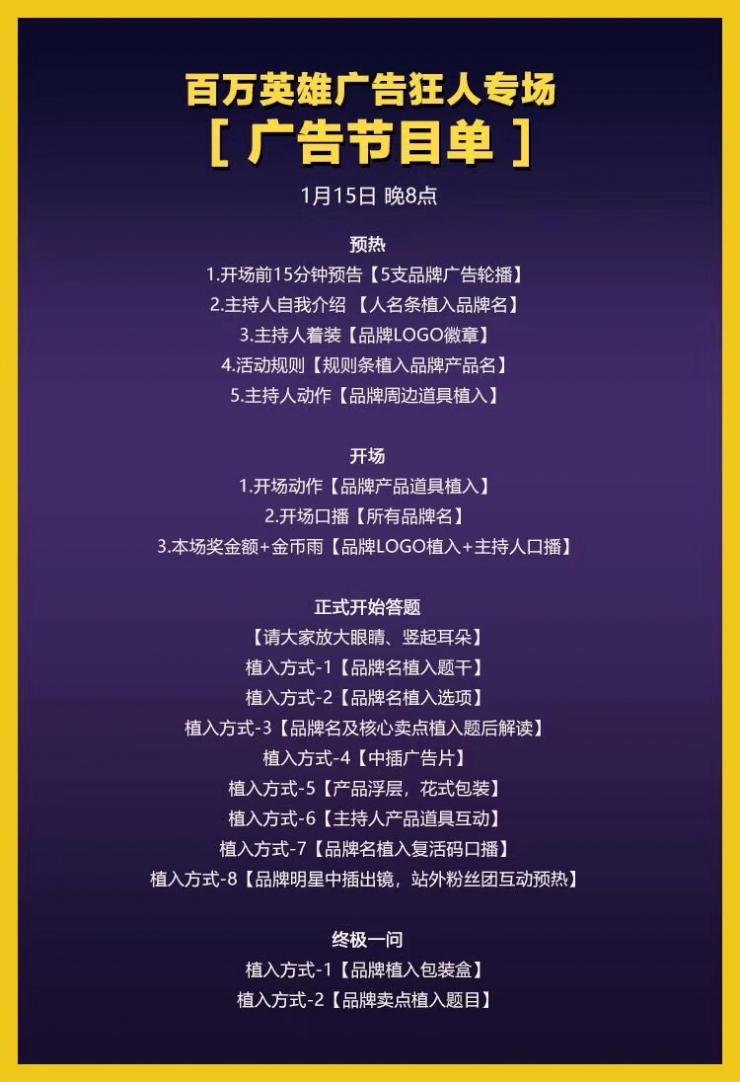 百万英雄广告狂人专场
[ 广告节目单 ]
1月15日 晚8点
预热
1.开场前15分钟预告【5支品牌广告轮播】
2.主持人自我介绍 【人名条植入品牌名】
3.主持人着装【品牌LOGO徽章】
4.活动规则【规则条植入品牌产品名】
5.主持人动作【品牌周边道具植入】
开场
1.开场动作【品牌产品道具植入】
2.开场口播【所有品牌名】
3.本场奖金额+金币雨【品牌LOGO植入+主持人口播】
正式开始答题
【请大家放大眼睛、竖起耳朵】
植入方式-1【品牌名植入题干】
植入方式-2【品牌名植入选项】
植入方式-3【品牌名及核心卖点植入题后解读】
植入方式-4【中插广告片】
植入方式-5【产品浮层，花式包装】
植入方式-6【主持人产品道具互动】
植入方式-7【品牌名植入复活码口播】
植入方式-8【品牌明星中插出镜，站外粉丝团互动预热】
终极一问
植入方式-1【品牌植入包装盒】
植入方式-2【品牌卖点植入题目】